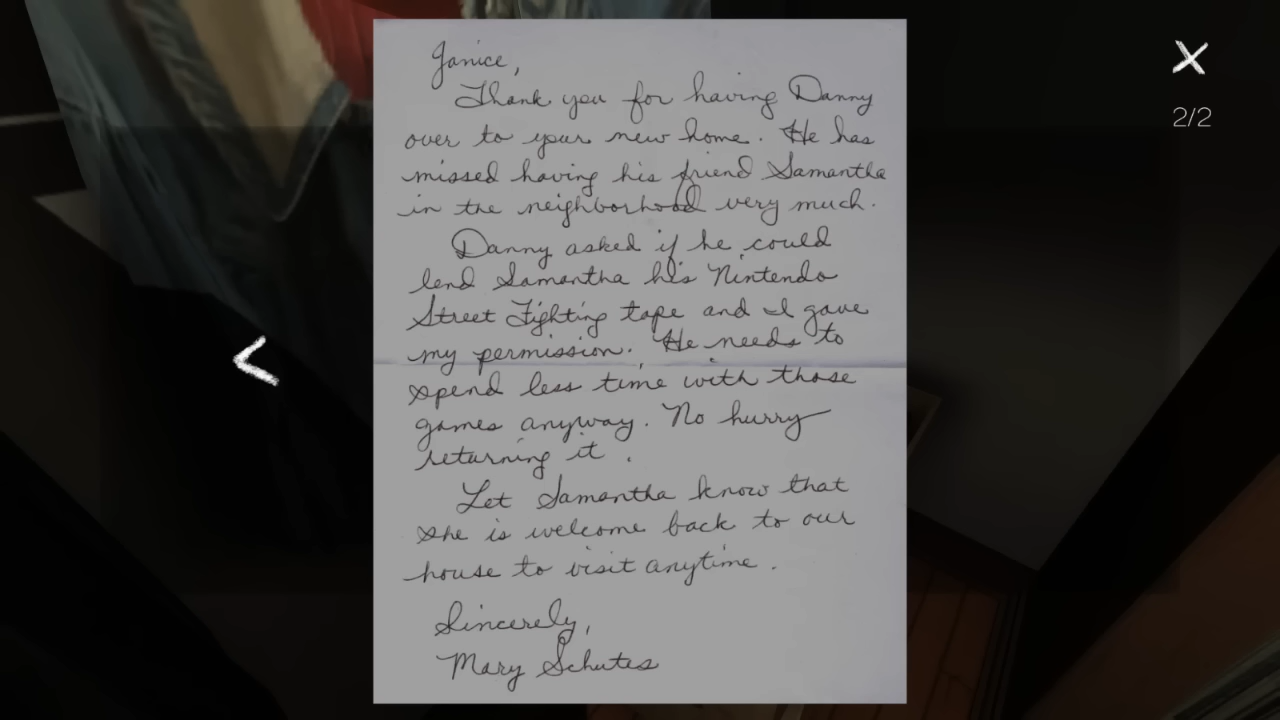 Janice,
Thank you for having Danny
over to your new home. He has
missed having his friend Samantha
in the neighborhood very much.
Danny asked if he could
lend Samantha his Nintendo
Street Fighting tape and I gave
my permission. He needs to
spend less time with those
games anyway. No hurry
returning it.
Let Samantha know that
she is welcome back to our
house to visit anytime.
Sincerely,
Mary Schutes
2/2